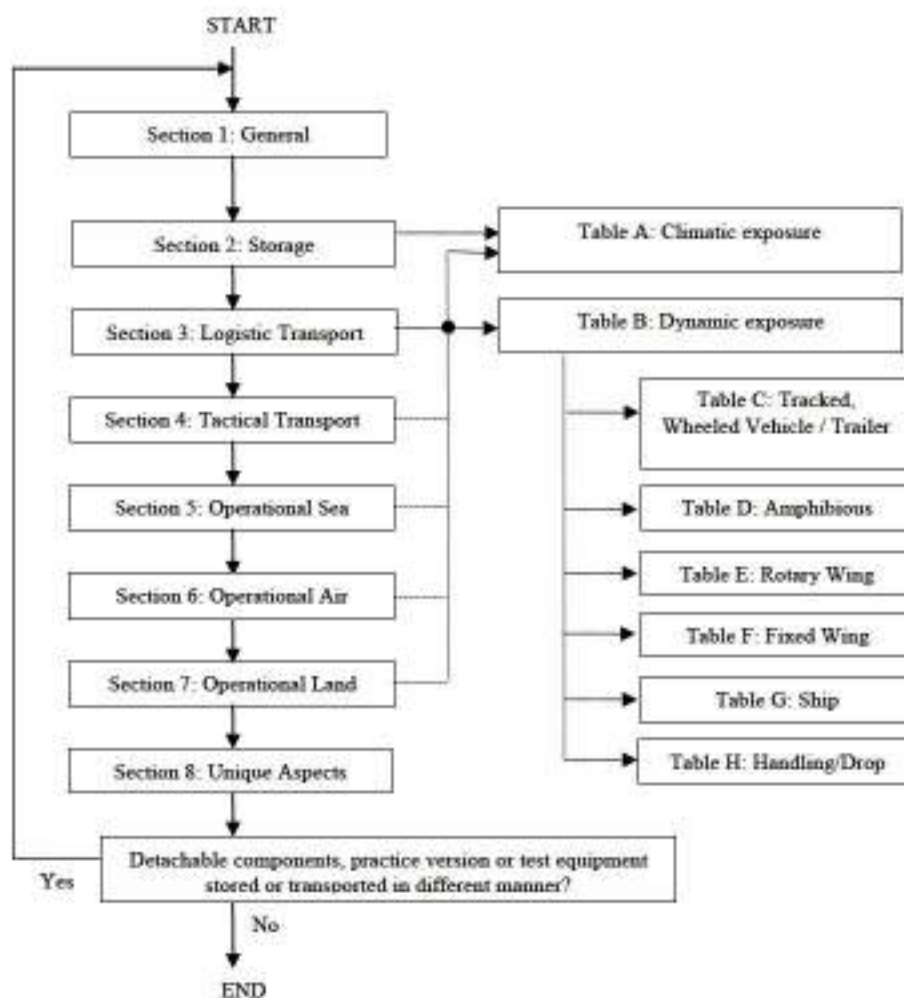 START
Section 1: General
Section 2: Storage
Table A: Climatic exposure
Section 3: Logistic Transport
Table B: Dynamic exposure
Section 4: Tactical Transport
Table C: Tracked,
Wheeled Vehicle / Trailer
Section 5: Operational Sea
Table D: Amphibious
Section 6: Operational Air
Table E: Rotary Wing
Table F: Fixed Wing
Section 7: Operational Land
Table G: Ship
Section 8: Unique Aspects
Table H: Handling/Drop
Detachable components, practice version or test equipment
stored or transported in different manner?
Yes
No
END